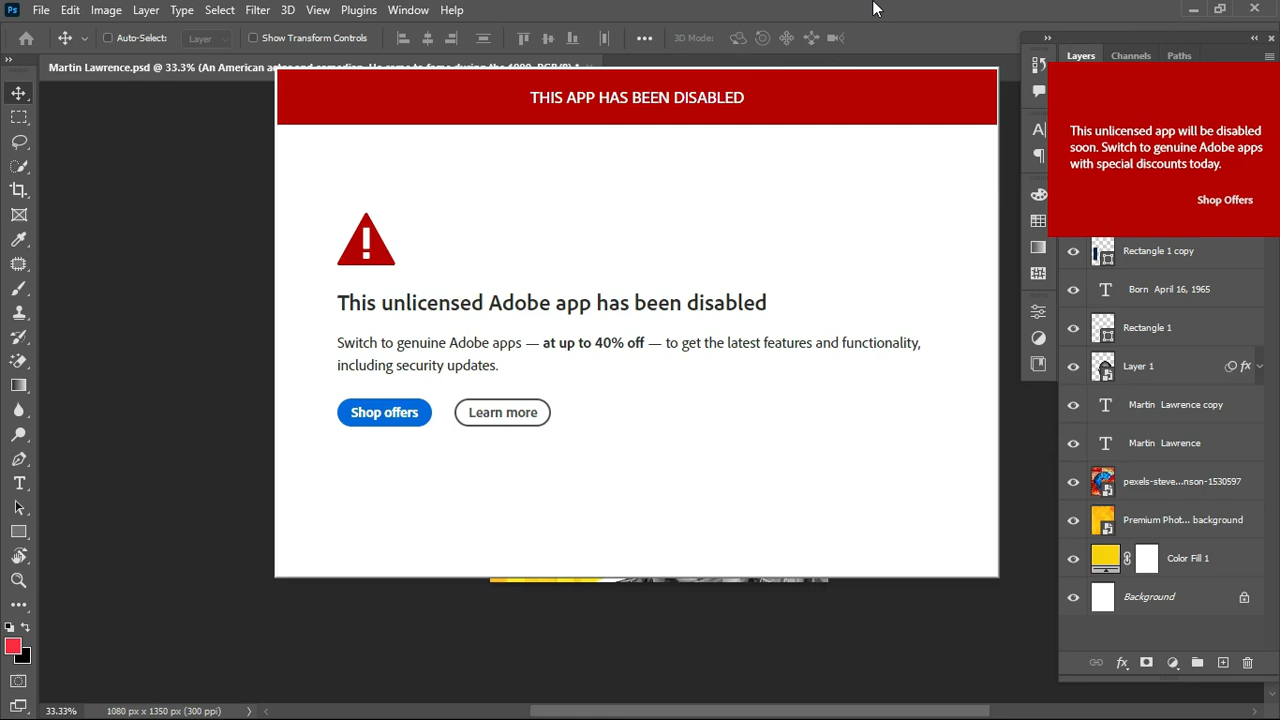 Ps File Edit Image Layer Type Select Filter 3D View Plugins Window Help
Auto-Select: Layer Show Transform Controls 3D Mode:
Martin Lawrence.psd @ 33.3% (An American
Layers Channels Paths
THIS APP HAS BEEN DISABLED
This unlicensed app will be disabled
soon. Switch to genuine Adobe apps
with special discounts today.
Shop Offers
This unlicensed Adobe app has been disabled
Switch to genuine Adobe apps — at up to 40% off — to get the latest features and functionality,
including security updates.
Shop offers Learn more
Rectangle 1 copy
Born April 16, 1965
Rectangle 1
Layer 1 fx
Martin Lawrence copy
Martin Lawrence
pexels-steve...nson-1530597
Premium Phot... background
Color Fill 1
Background
33.33% 1080 px x 1350 px (300 ppi)